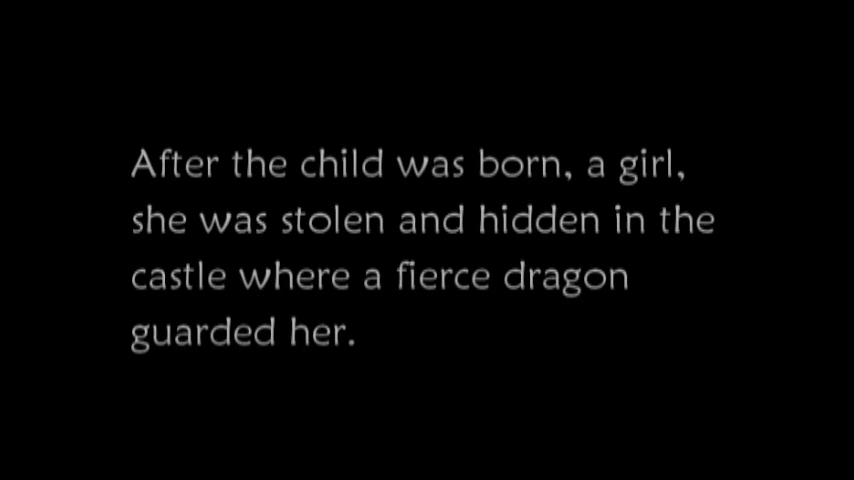 After the child was born, a girl,
she was stolen and hidden in the
castle where a fierce dragon
guarded her.